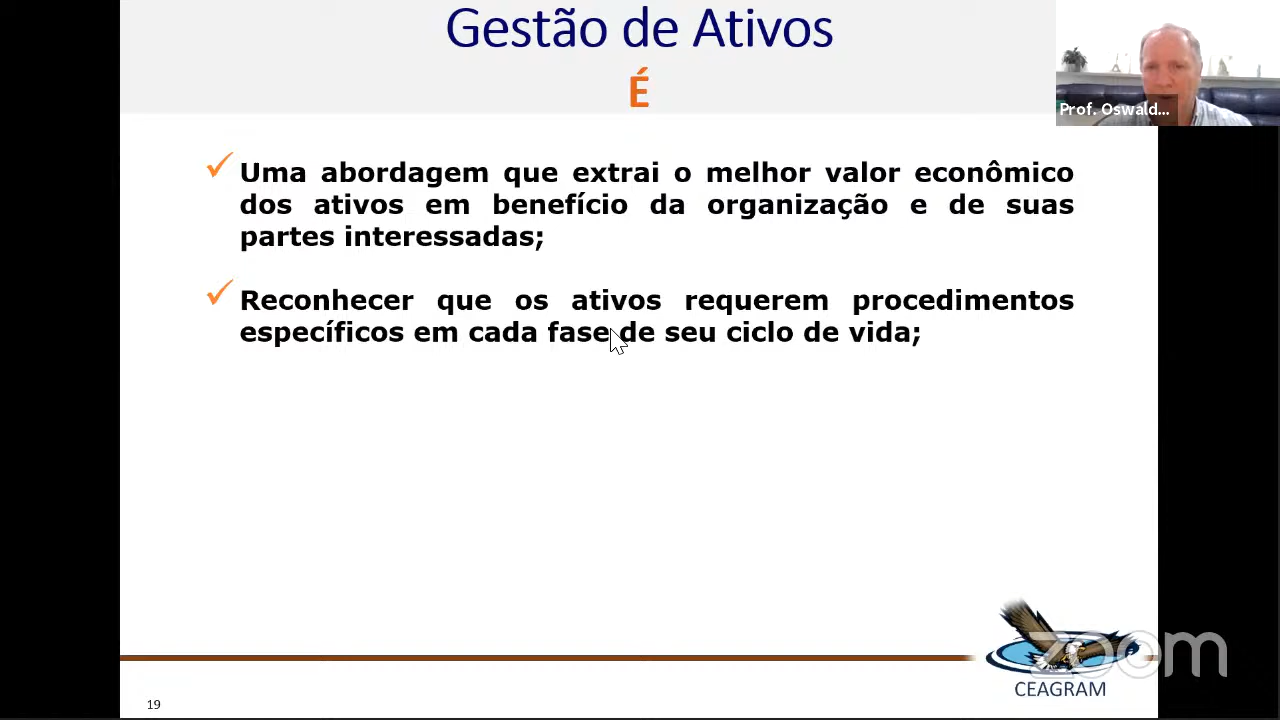 Gestão de Ativos
É
Prof. Oswald...
Uma abordagem que extrai o melhor valor econômico
dos ativos em benefício da organização e de suas
partes interessadas;
Reconhecer que os ativos requerem procedimentos
específicos em cada fase de seu ciclo de vida;
zoom
CEAGRAM
19